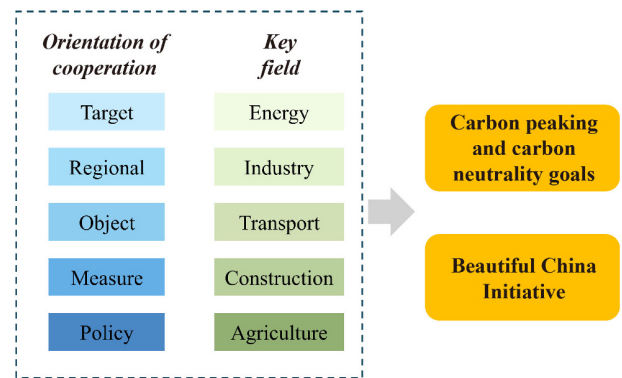 Orientation of
cooperation
Key
field
Target
Energy
Regional
Industry
Object
Transport
Measure
Construction
Policy
Agriculture
Carbon peaking
and carbon
neutrality goals
Beautiful China
Initiative